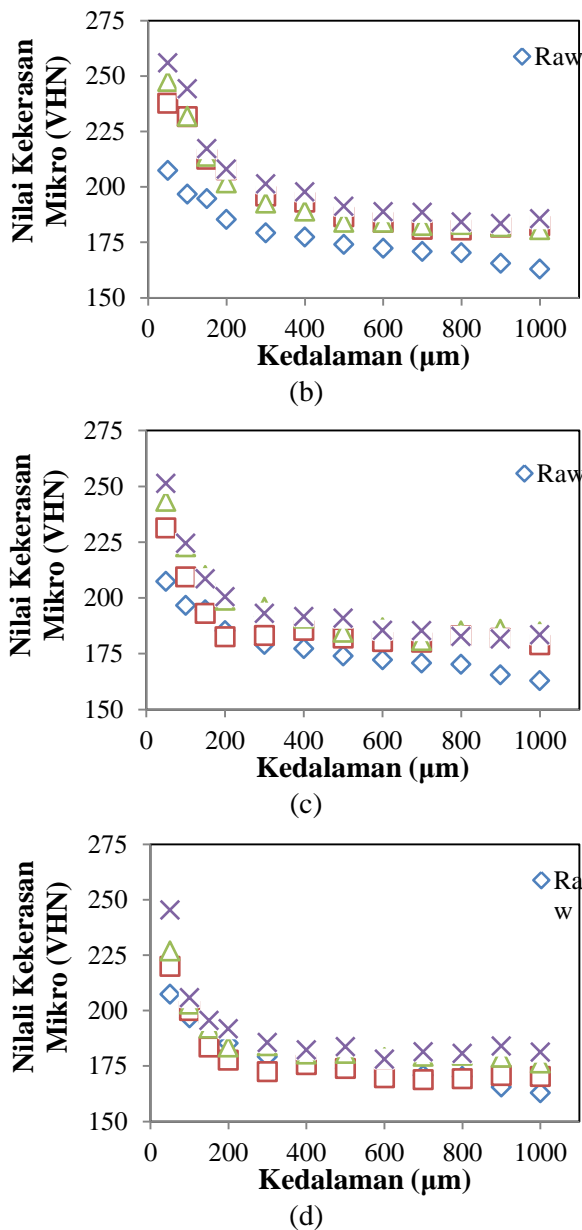 275
250
225
200
175
150
0 200 400 600 800 1000
Nilai Kekerasan
Mikro (VHN)
Kedalaman (µm)
Raw
(b)
275
250
225
200
175
150
0 200 400 600 800 1000
Nilai Kekerasan
Mikro (VHN)
Kedalaman (µm)
Raw
(c)
275
250
225
200
175
150
0 200 400 600 800 1000
Nilali Kekerasan
Mikro (VHN)
Kedalaman (µm)
Ra
w
(d)